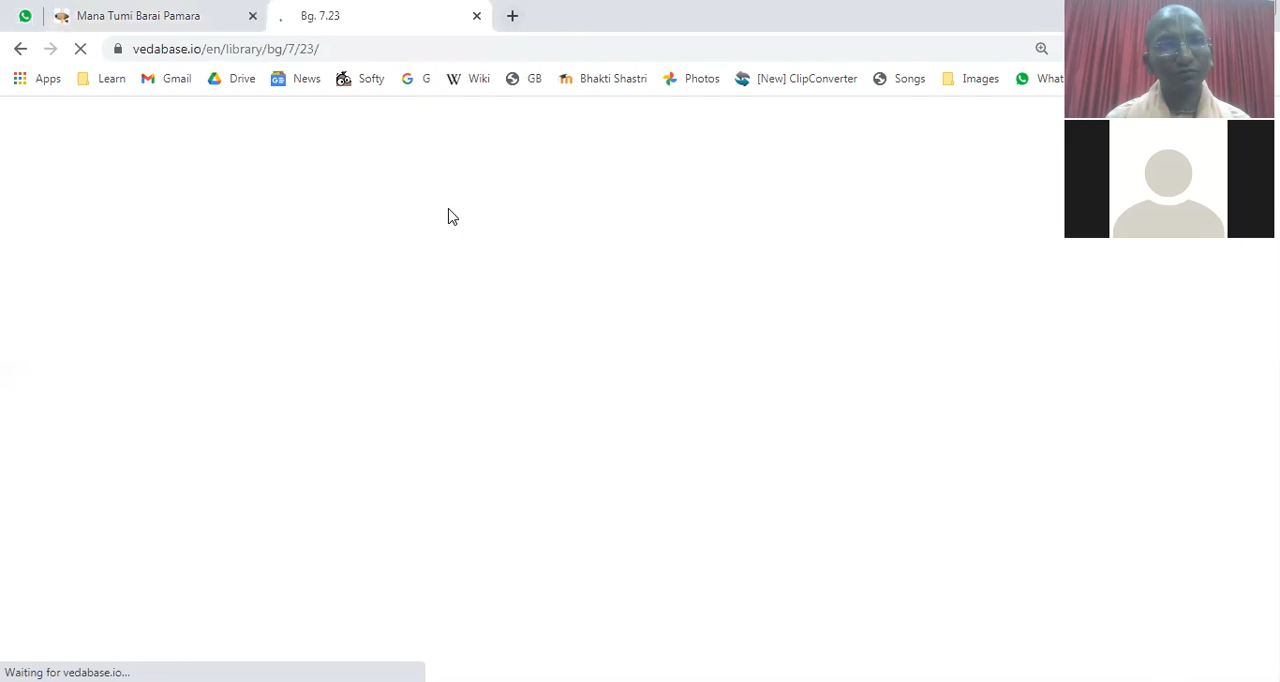 Mana Tumi Barai Pamara
Bg. 7.23
vedabase.io/en/library/bg/7/23/
Apps Learn Gmail Drive News Softy G Wiki GB Bhakti Shastri Photos [New] ClipConverter Songs Images What
Waiting for vedabase.io...